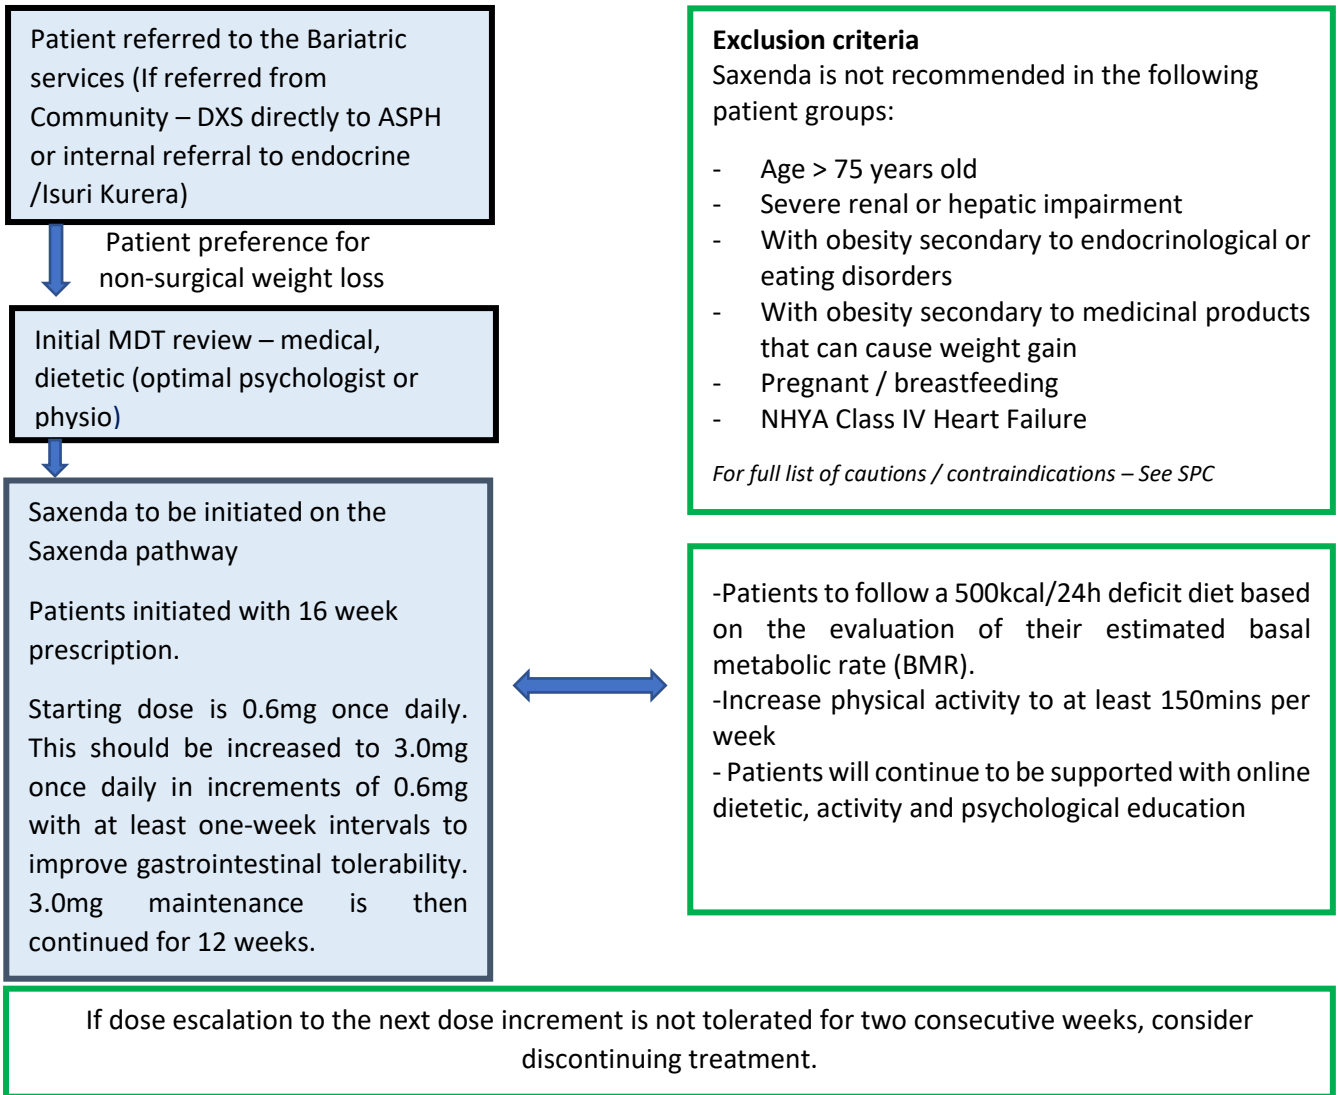 Patient referred to the Bariatric
services (If referred from
Community – DXS directly to ASPH
or internal referral to endocrine
/Isuri Kurera)
Patient preference for
non-surgical weight loss
Initial MDT review – medical,
dietetic (optimal psychologist or
physio)
Saxenda to be initiated on the
Saxenda pathway
Patients initiated with 16 week
prescription.
Starting dose is 0.6mg once daily.
This should be increased to 3.0mg
once daily in increments of 0.6mg
with at least one-week intervals to
improve gastrointestinal tolerability.
3.0mg maintenance is then
continued for 12 weeks.
Exclusion criteria
Saxenda is not recommended in the following
patient groups:
- Age > 75 years old
- Severe renal or hepatic impairment
- With obesity secondary to endocrinological or
eating disorders
- With obesity secondary to medicinal products
that can cause weight gain
- Pregnant / breastfeeding
- NHYA Class IV Heart Failure
For full list of cautions / contraindications – See SPC
-Patients to follow a 500kcal/24h deficit diet based
on the evaluation of their estimated basal
metabolic rate (BMR).
-Increase physical activity to at least 150mins per
week
- Patients will continue to be supported with online
dietetic, activity and psychological education
If dose escalation to the next dose increment is not tolerated for two consecutive weeks, consider
discontinuing treatment.